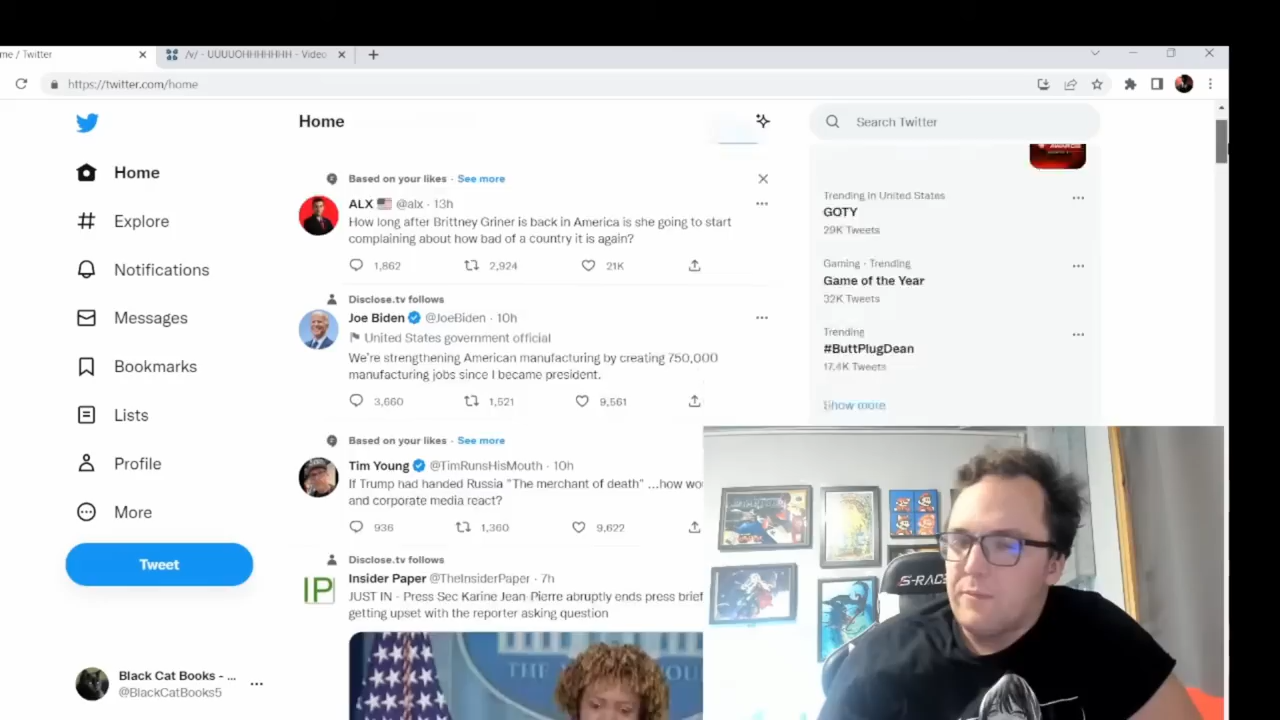 me / Twitter
/v/ - UUUUOHHHHHHH - Video
https://twitter.com/home
Home
Search Twitter
Home
Explore
Notifications
Messages
Bookmarks
Lists
Profile
More
Tweet
Black Cat Books - ...
@BlackCatBooks5
Based on your likes · See more
ALX @alx · 13h
How long after Brittney Griner is back in America is she going to start
complaining about how bad of a country it is again?
1,862 2,924 21K
Disclose.tv follows
Joe Biden @JoeBiden · 10h
United States government official
We're strengthening American manufacturing by creating 750,000
manufacturing jobs since I became president.
3,660 1,521 9,561
Based on your likes · See more
Tim Young @TimRunsHisMouth · 10h
If Trump had handed Russia "The merchant of death" ...how wo
and corporate media react?
936 1,360 9,622
Disclose.tv follows
Insider Paper @TheInsiderPaper · 7h
JUST IN - Press Sec Karine Jean-Pierre abruptly ends press brief
getting upset with the reporter asking question
IP
THE
Trending in United States
GOTY
29K Tweets
Gaming · Trending
Game of the Year
32K Tweets
Trending
#ButtPlugDean
17.4K Tweets
Show more
S-RACE